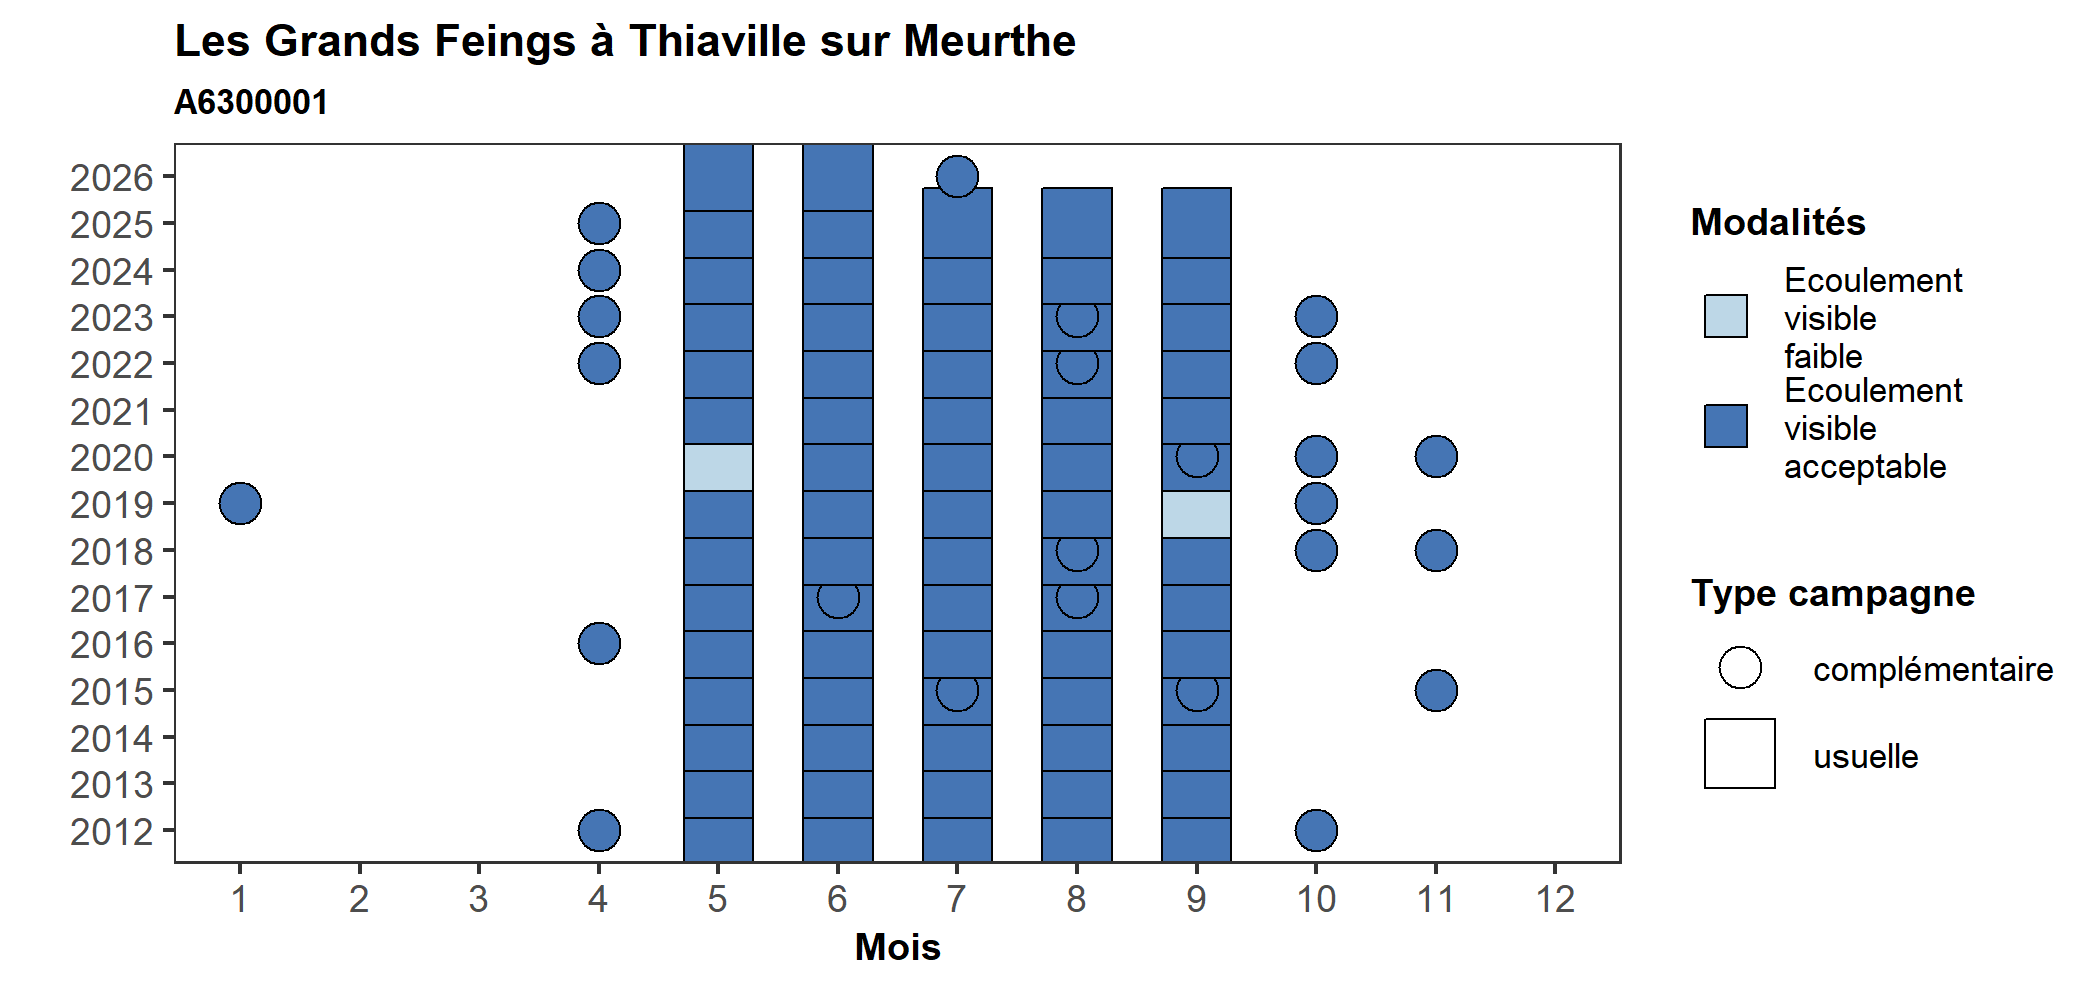 Les Grands Feings à Thiaville sur Meurthe
A6300001
2026
2025
2024
2023
2022
2021
2020
2019
2018
2017
2016
2015
2014
2013
2012
1 2 3 4 5 6 7 8 9 10 11 12
Mois
Modalités
Ecoulement
visible
faible
Ecoulement
visible
acceptable
Type campagne
complémentaire
usuelle